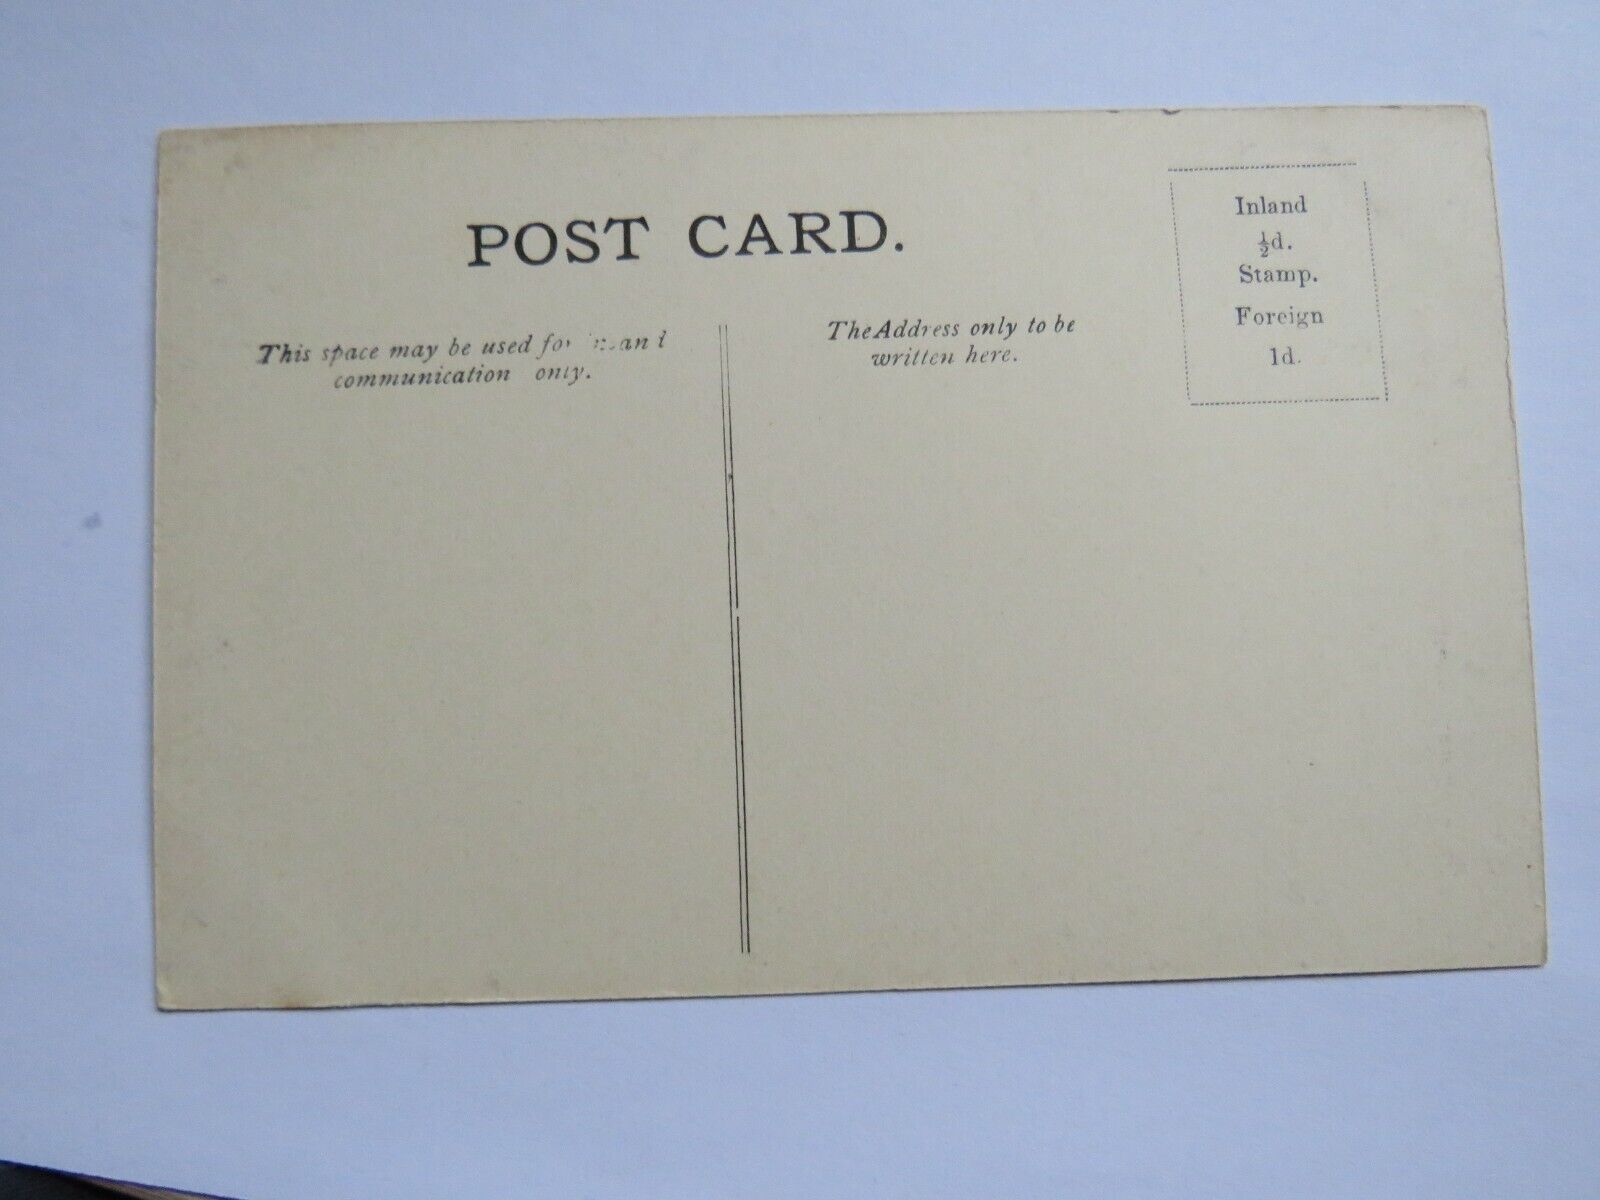 POST CARD.
This space may be used for
communication only.
The Address only to be
written here.
Inland
½d.
Stamp.
Foreign
1d.